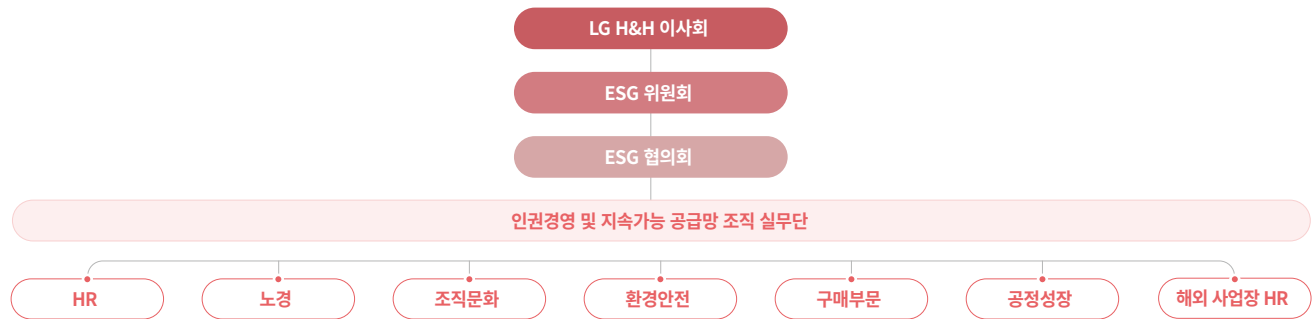 LG H&H 이사회
ESG 위원회
ESG 협의회
인권경영 및 지속가능 공급망 조직 실무단
HR
노경
조직문화
환경안전
구매부문
공정성장
해외 사업장 HR